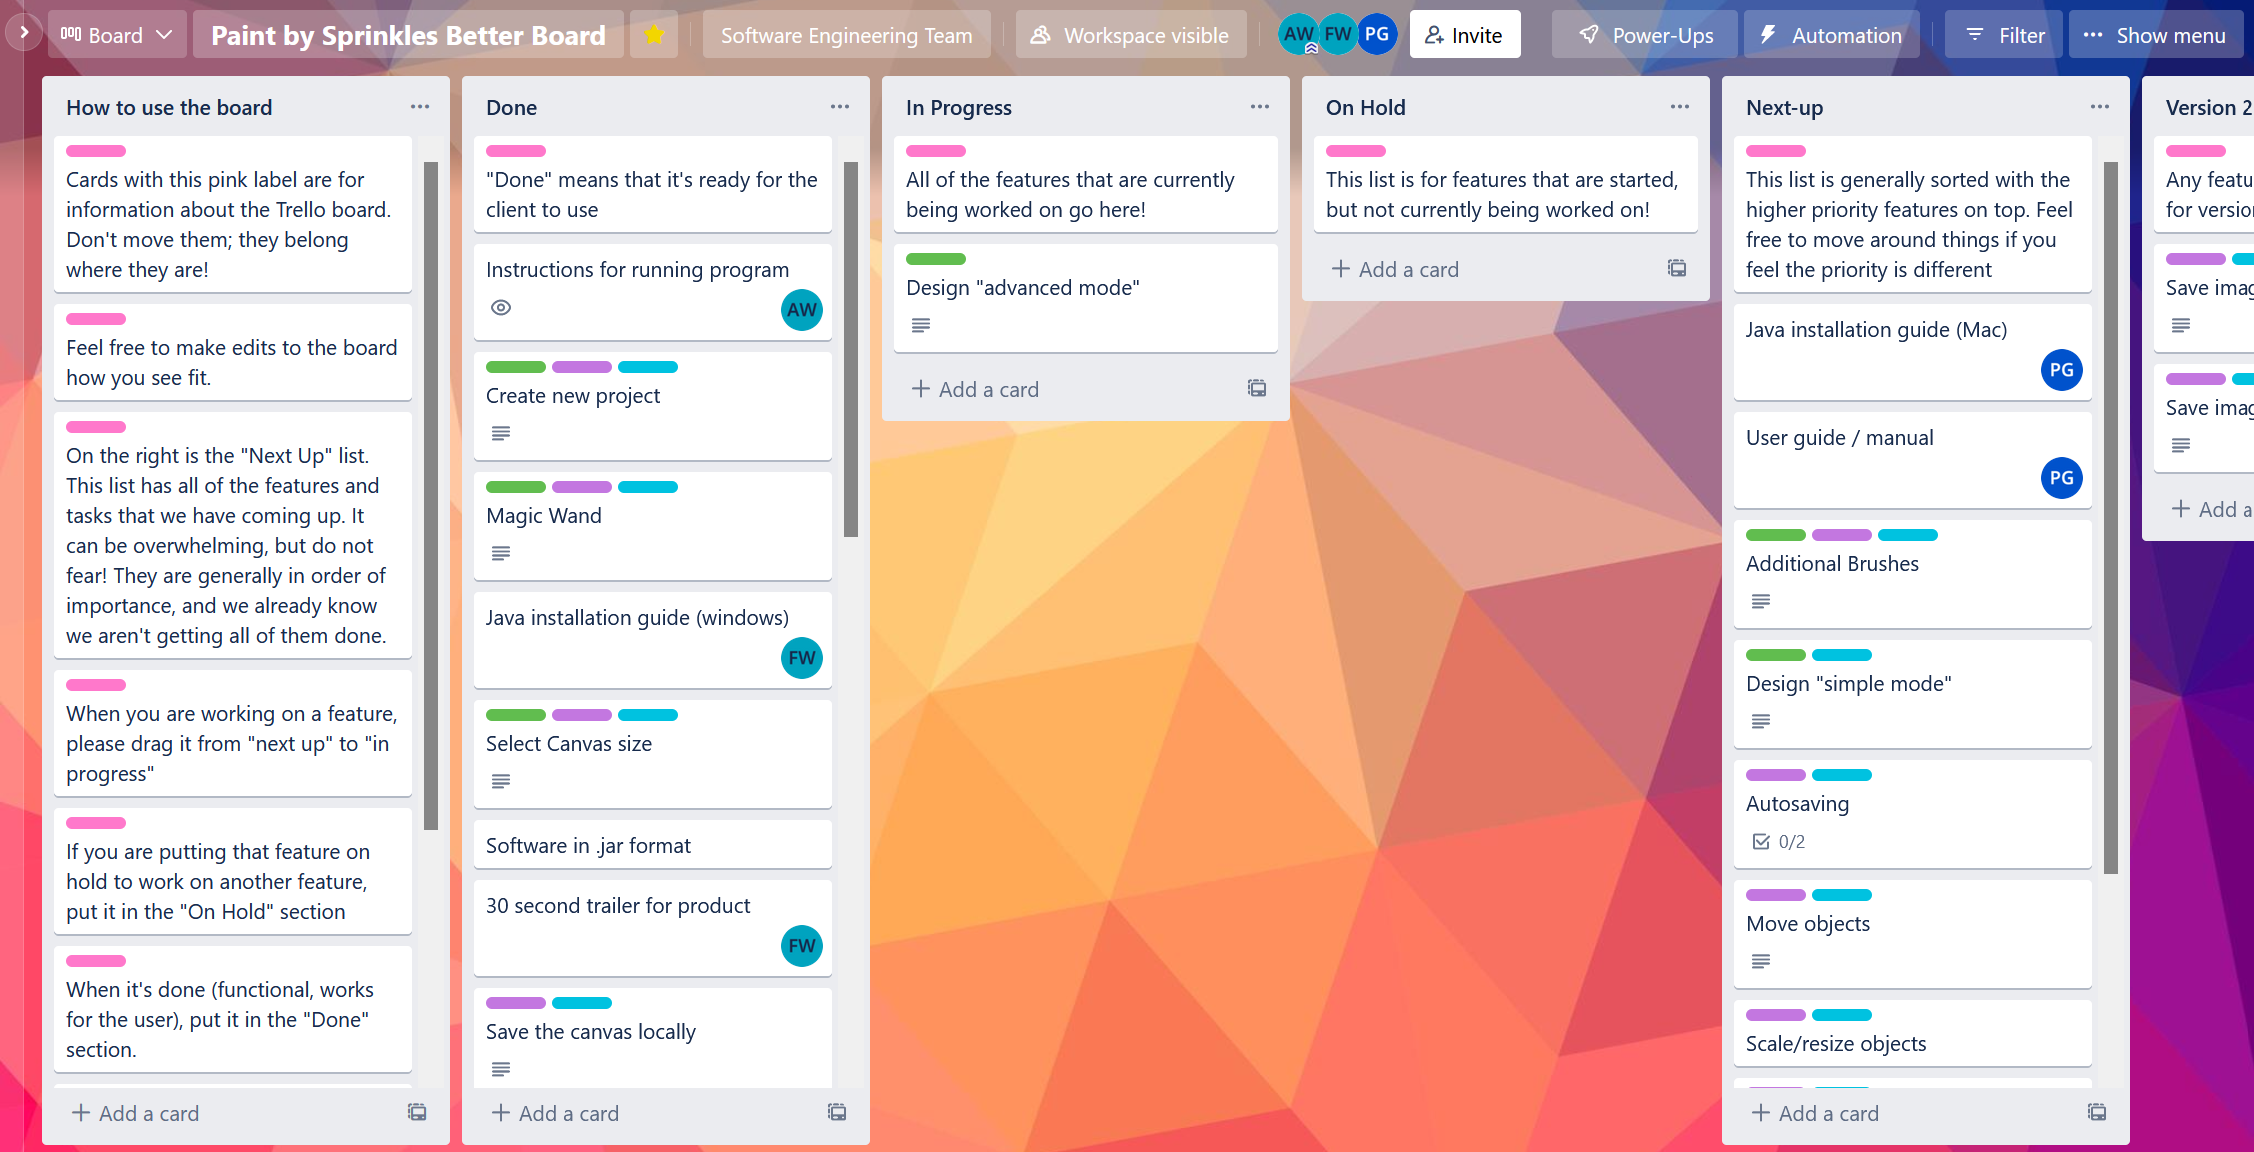 Board
Paint by Sprinkles Better Board
Software Engineering Team
Workspace visible
AW
FW
PG
Invite
Power-Ups
Automation
Filter
Show menu
How to use the board
Cards with this pink label are for
information about the Trello board.
Don't move them; they belong
where they are!
Feel free to make edits to the board
how you see fit.
On the right is the "Next Up" list.
This list has all of the features and
tasks that we have coming up. It
can be overwhelming, but do not
fear! They are generally in order of
importance, and we already know
we aren't getting all of them done.
When you are working on a feature,
please drag it from "next up" to "in
progress"
If you are putting that feature on
hold to work on another feature,
put it in the "On Hold" section
When it's done (functional, works
for the user), put it in the "Done"
section.
Add a card
Done
"Done" means that it's ready for the
client to use
Instructions for running program
AW
Create new project
Magic Wand
Java installation guide (windows)
FW
Select Canvas size
Software in .jar format
30 second trailer for product
FW
Save the canvas locally
Add a card
In Progress
All of the features that are currently
being worked on go here!
Design "advanced mode"
Add a card
On Hold
This list is for features that are started,
but not currently being worked on!
Add a card
Next-up
This list is generally sorted with the
higher priority features on top. Feel
free to move around things if you
feel the priority is different
Java installation guide (Mac)
PG
User guide / manual
PG
Additional Brushes
Design "simple mode"
Autosaving
0/2
Move objects
Scale/resize objects
Add a card
Version 2
Any featu
for versio
Save imag
Save imag
Add a